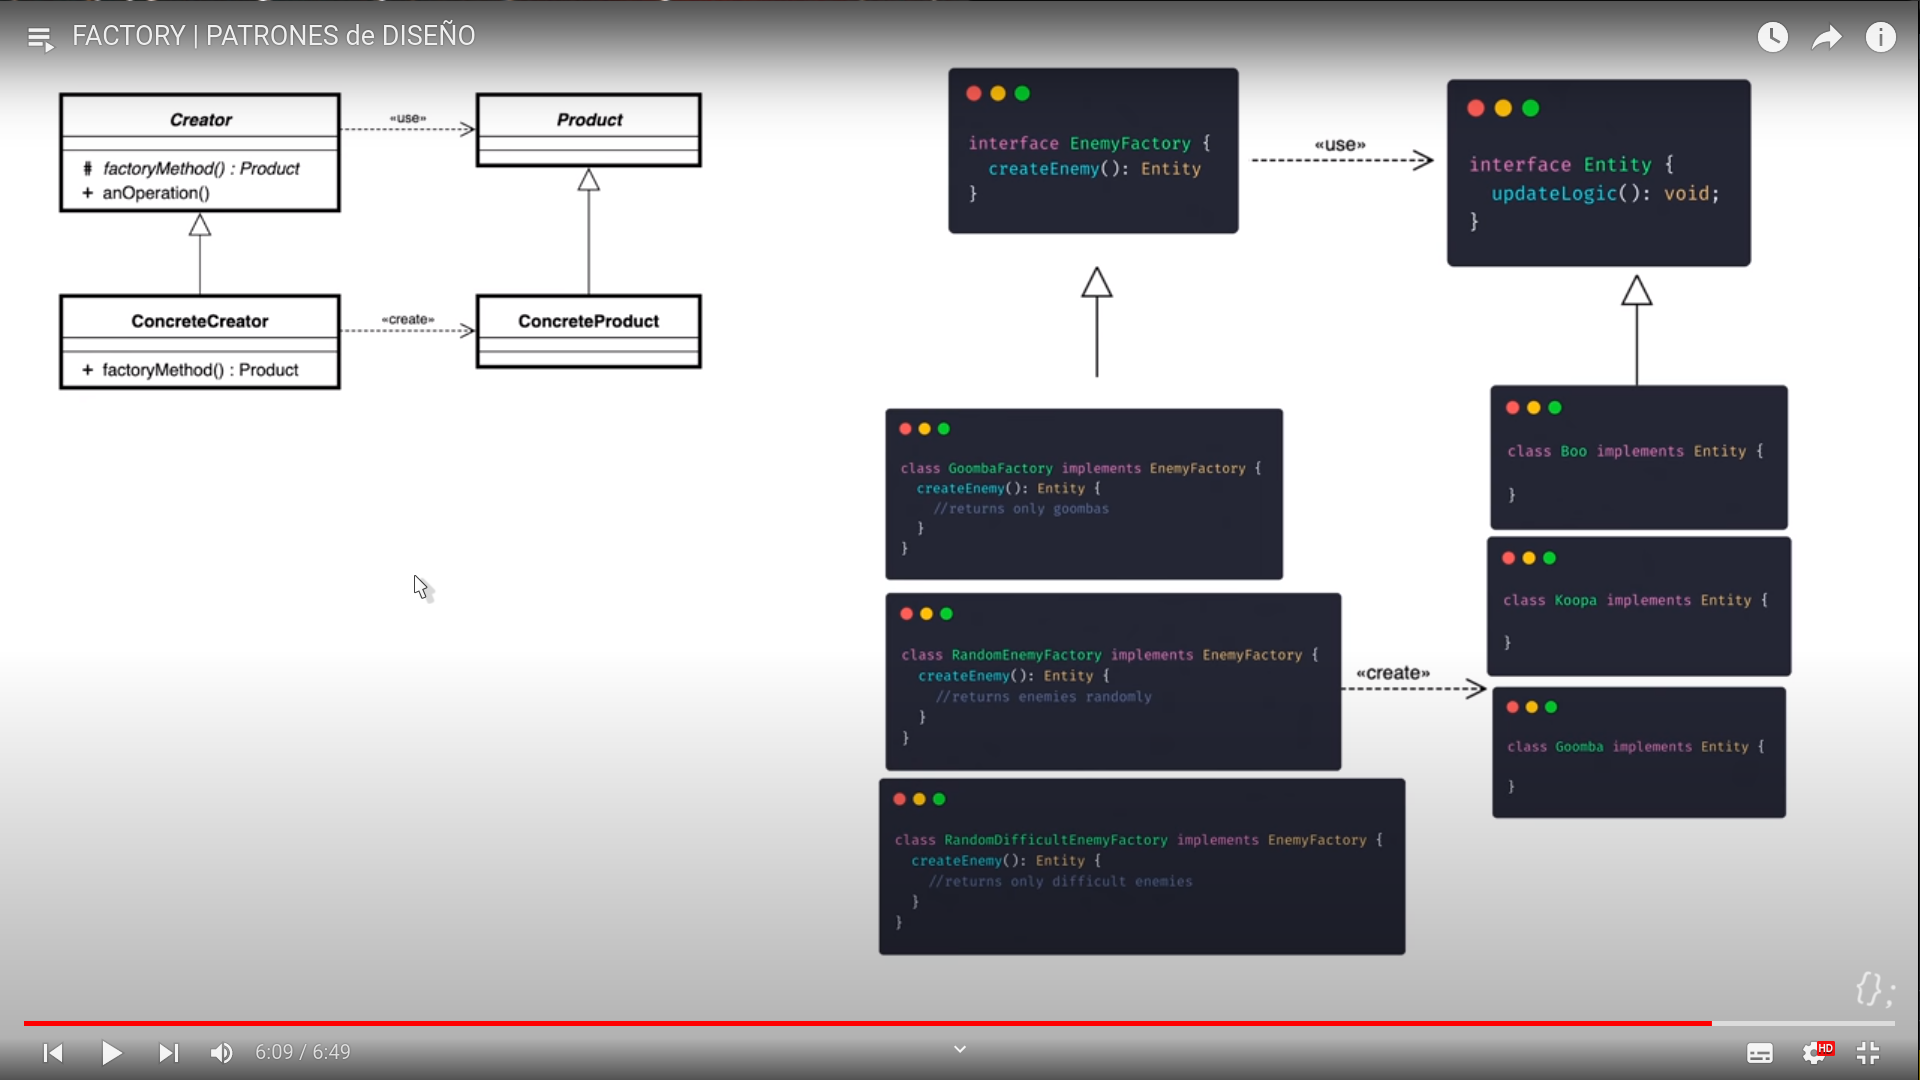 FACTORY | PATRONES de DISEÑO
Creator
# factoryMethod() : Product
+ anOperation()
«use»
Product
ConcreteCreator
+ factoryMethod() : Product
«create»
ConcreteProduct
interface EnemyFactory {
createEnemy(): Entity
}
«use»
interface Entity {
updateLogic(): void;
}
class GoombaFactory implements EnemyFactory {
createEnemy(): Entity {
//returns only goombas
}
}
class RandomEnemyFactory implements EnemyFactory {
createEnemy(): Entity {
//returns enemies randomly
}
}
class RandomDifficultEnemyFactory implements EnemyFactory {
createEnemy(): Entity {
//returns only difficult enemies
}
}
«create»
class Boo implements Entity {
}
class Koopa implements Entity {
}
class Goomba implements Entity {
}
{};
6:09 / 6:49
HD